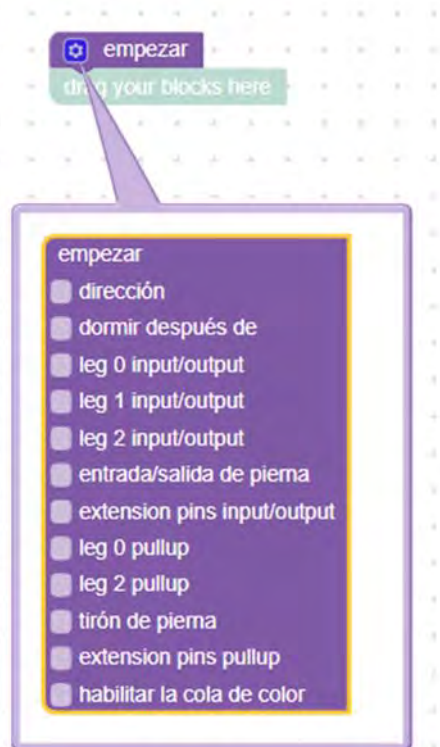 empezar
drag your blocks here
empezar
dirección
dormir después de
leg 0 input/output
leg 1 input/output
leg 2 input/output
entrada/salida de pierna
extension pins input/output
leg 0 pullup
leg 2 pullup
tirón de pierna
extension pins pullup
habilitar la cola de color